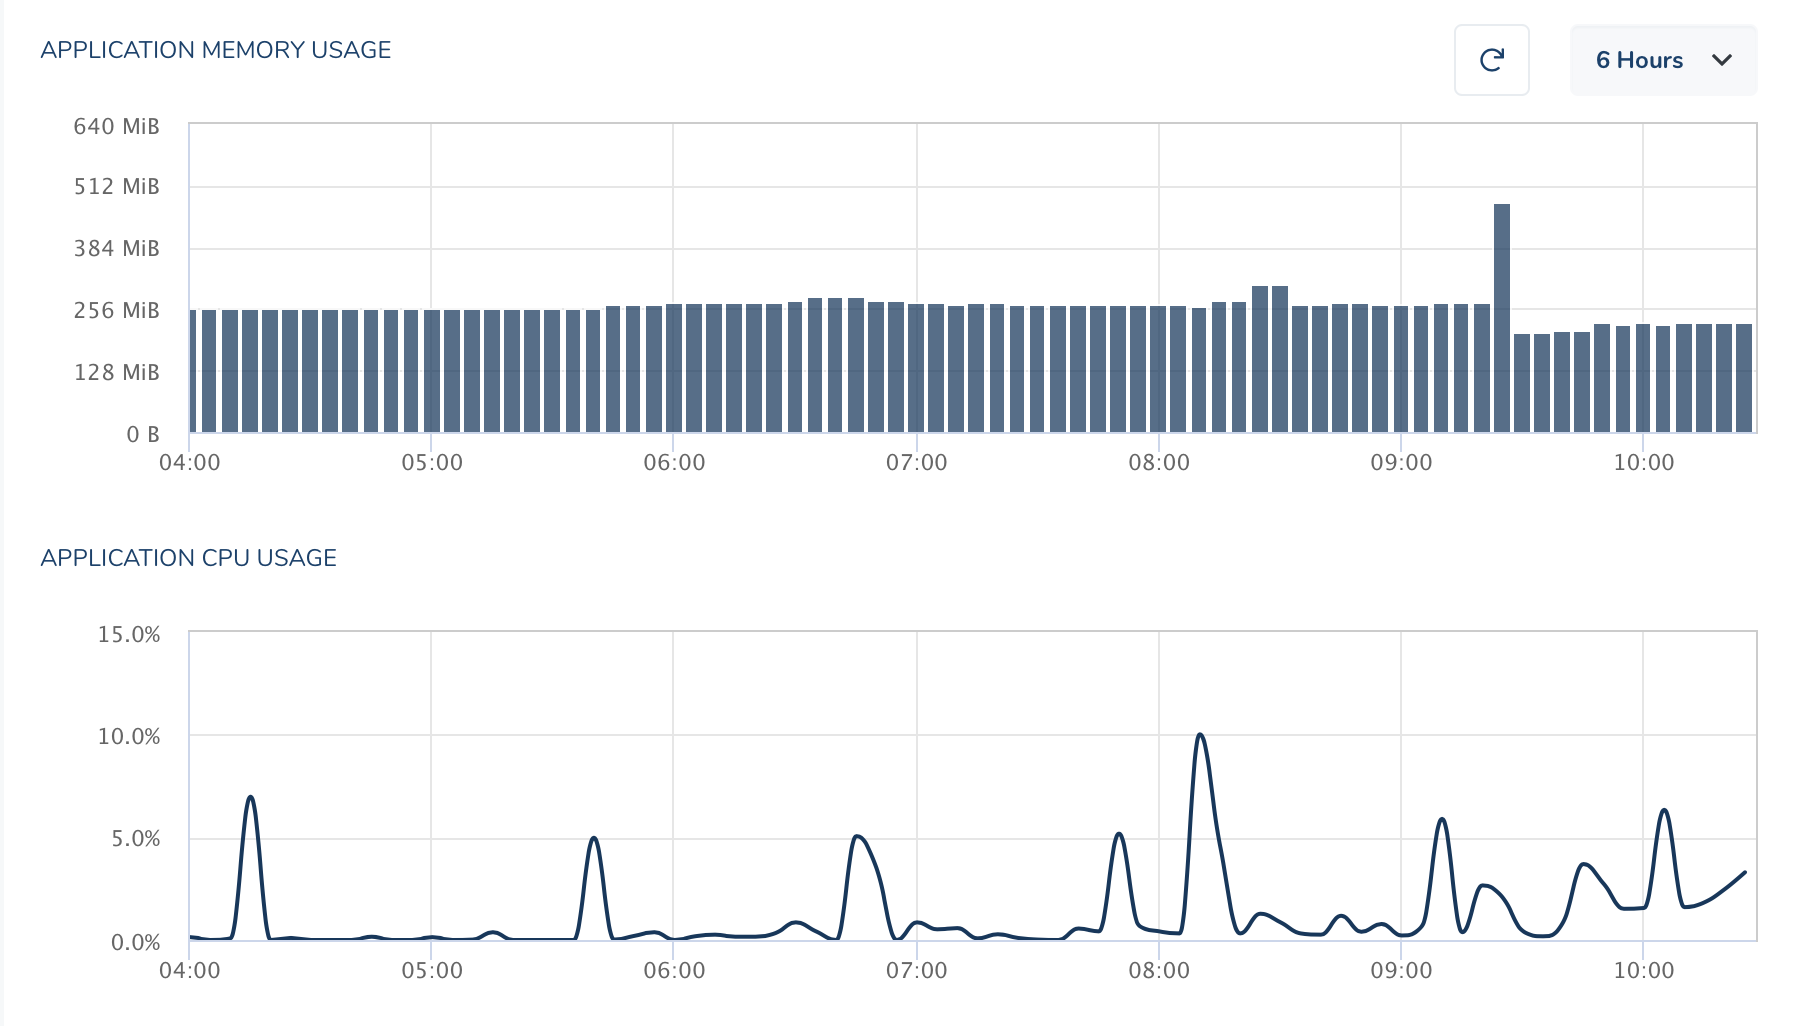 APPLICATION MEMORY USAGE
6 Hours
640 MiB
512 MiB
384 MiB
256 MiB
128 MiB
0 B
04:00 05:00 06:00 07:00 08:00 09:00 10:00
APPLICATION CPU USAGE
15.0%
10.0%
5.0%
0.0%
04:00 05:00 06:00 07:00 08:00 09:00 10:00